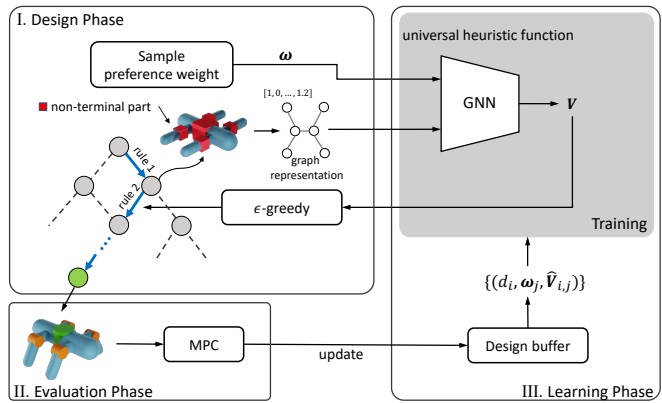 I. Design Phase
Sample
preference weight
ω
universal heuristic function
GNN
V
non-terminal part
[1, 0, ..., 1.2]
graph
representation
rule 1
rule 2
ϵ-greedy
Training
{(d_i, ω_j, V̂_{i,j})}
MPC
update
Design buffer
II. Evaluation Phase
III. Learning Phase